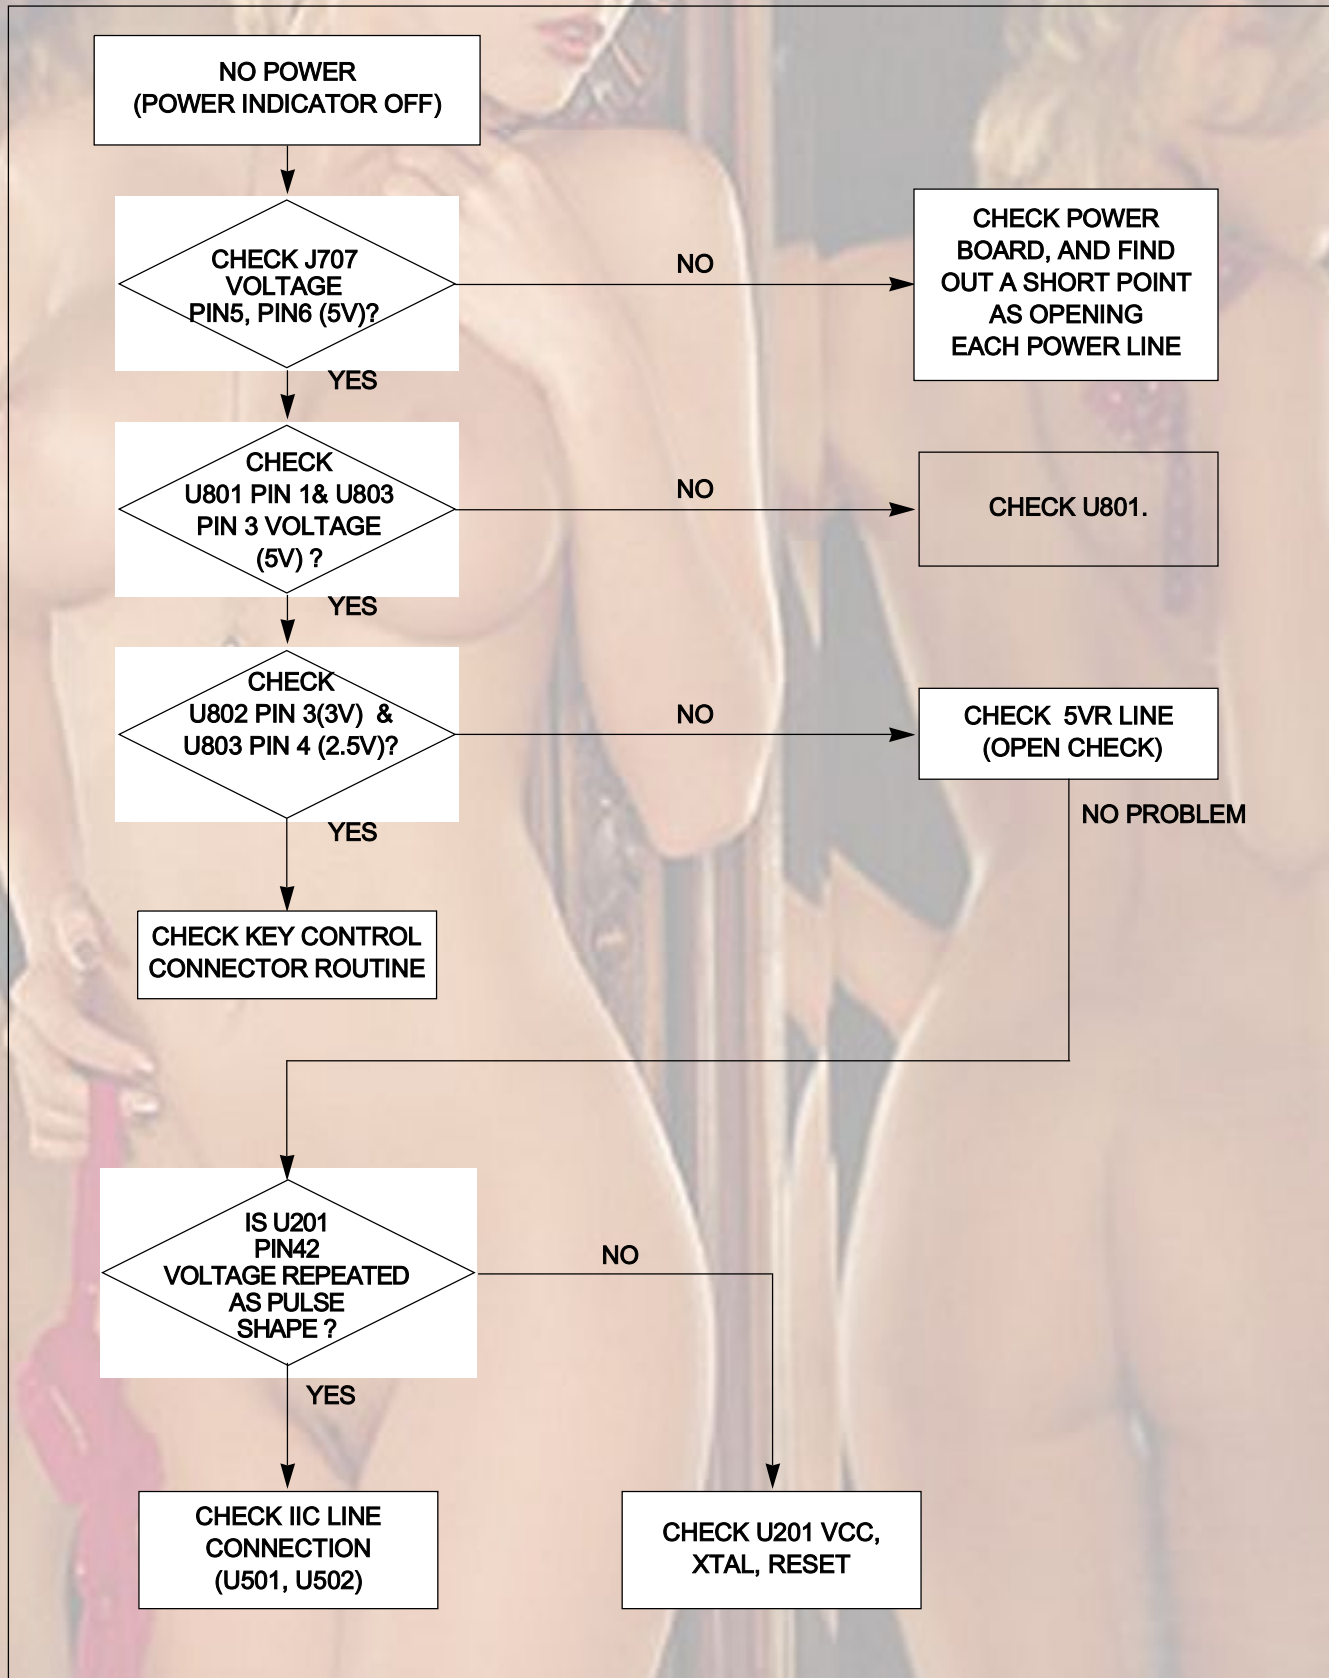 NO POWER
(POWER INDICATOR OFF)
CHECK J707
VOLTAGE
PIN5, PIN6 (5V)?
NO
CHECK POWER
BOARD, AND FIND
OUT A SHORT POINT
AS OPENING
EACH POWER LINE
YES
CHECK
U801 PIN 1& U803
PIN 3 VOLTAGE
(5V) ?
NO
CHECK U801.
YES
CHECK
U802 PIN 3(3V) &
U803 PIN 4 (2.5V)?
NO
CHECK 5VR LINE
(OPEN CHECK)
NO PROBLEM
YES
CHECK KEY CONTROL
CONNECTOR ROUTINE
IS U201
PIN42
VOLTAGE REPEATED
AS PULSE
SHAPE ?
NO
YES
CHECK IIC LINE
CONNECTION
(U501, U502)
CHECK U201 VCC,
XTAL, RESET